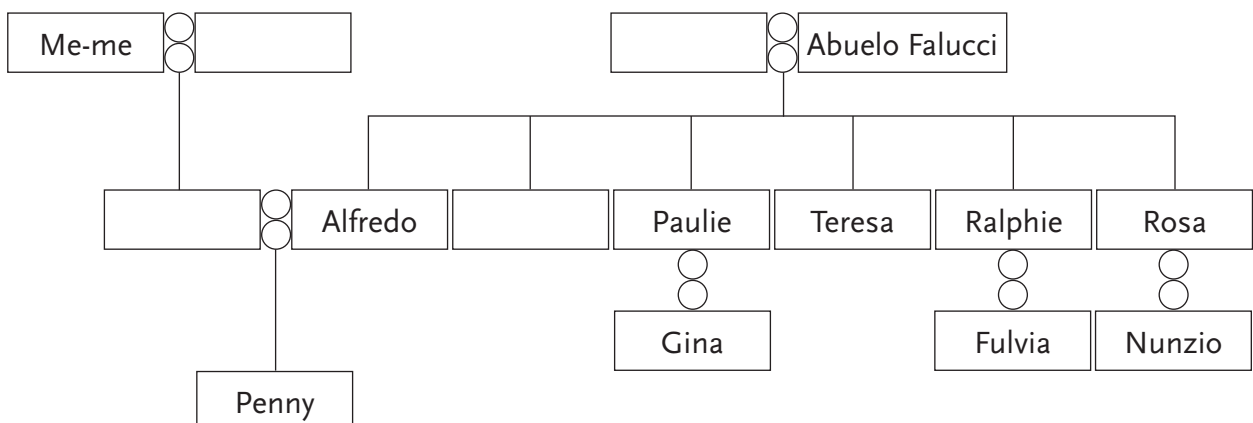 Me-me
Abuelo Falucci
Alfredo
Paulie
Teresa
Ralphie
Rosa
Gina
Fulvia
Nunzio
Penny